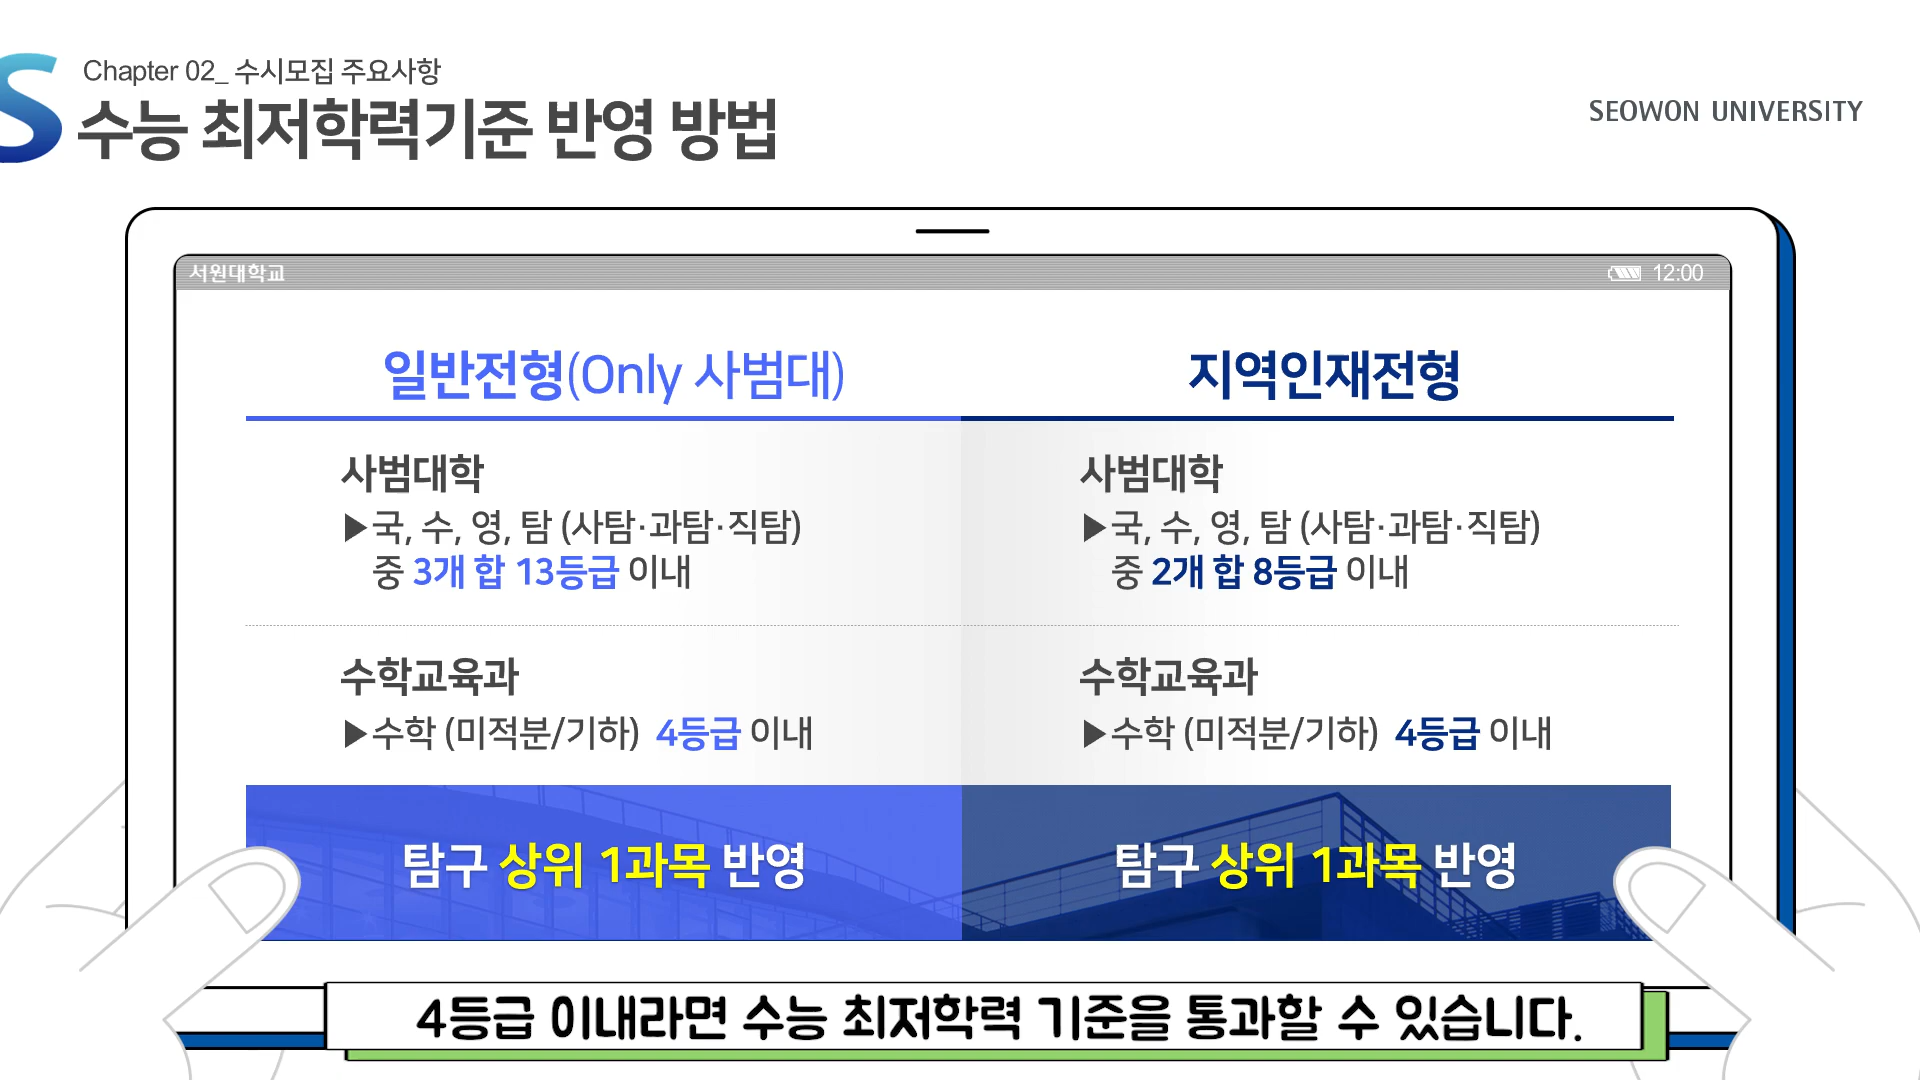 Chapter 02_ 수시모집 주요사항
S 수능 최저학력기준 반영 방법
SEOWON UNIVERSITY
서원대학교
12:00
일반전형(Only 사범대)
사범대학
▶국, 수, 영, 탐 (사탐·과탐·직탐)
중 3개 합 13등급 이내
수학교육과
▶수학 (미적분/기하) 4등급 이내
탐구 상위 1과목 반영
지역인재전형
사범대학
▶국, 수, 영, 탐 (사탐·과탐·직탐)
중 2개 합 8등급 이내
수학교육과
▶수학 (미적분/기하) 4등급 이내
탐구 상위 1과목 반영
4등급 이내라면 수능 최저학력 기준을 통과할 수 있습니다.